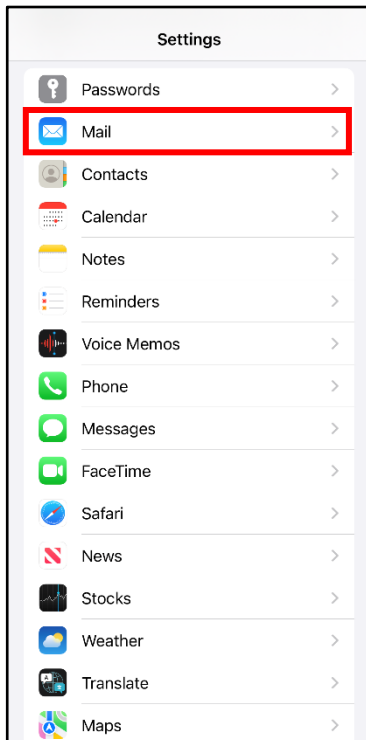 Settings
Passwords
Mail
Contacts
Calendar
Notes
Reminders
Voice Memos
Phone
Messages
FaceTime
Safari
News
Stocks
Weather
Translate
Maps